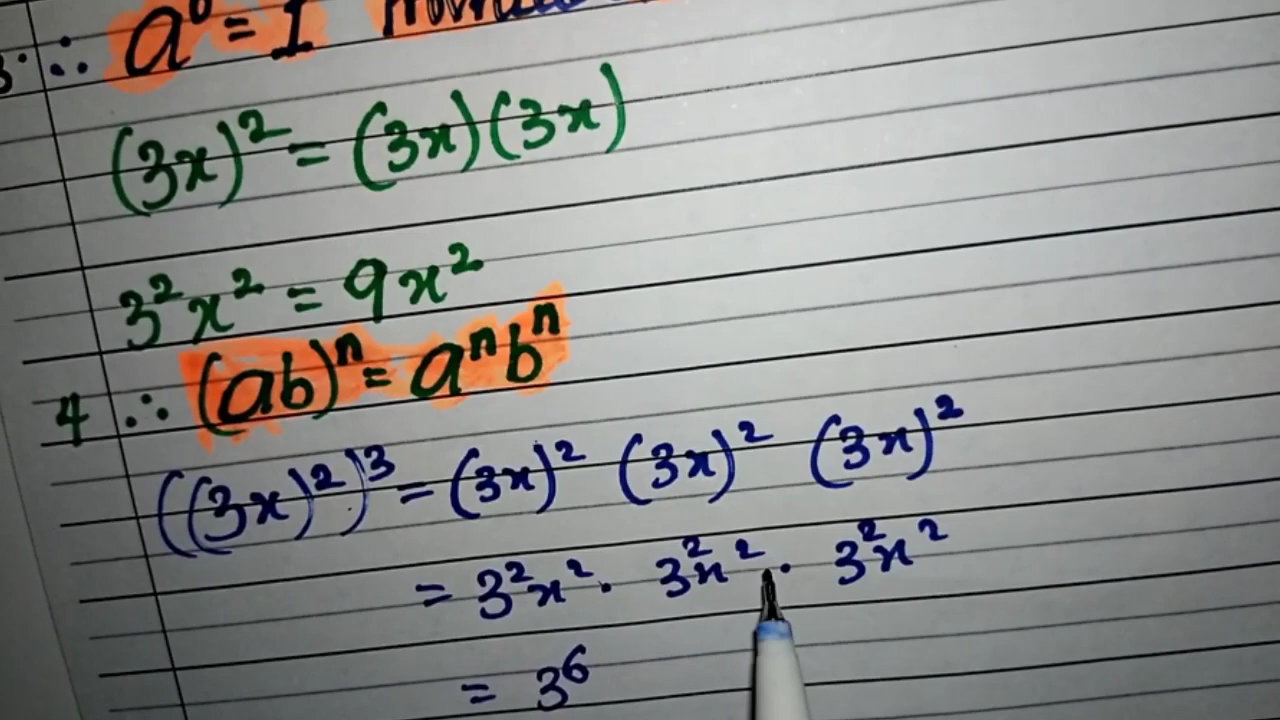 3. ∴ a⁰ = 1
(3x)² = (3x)(3x)
3²x² = 9x²
4 ∴ (ab)ⁿ = aⁿbⁿ
((3x)²)³ = (3x)² (3x)² (3x)²
= 3²x² . 3²x² . 3²x²
= 3⁶